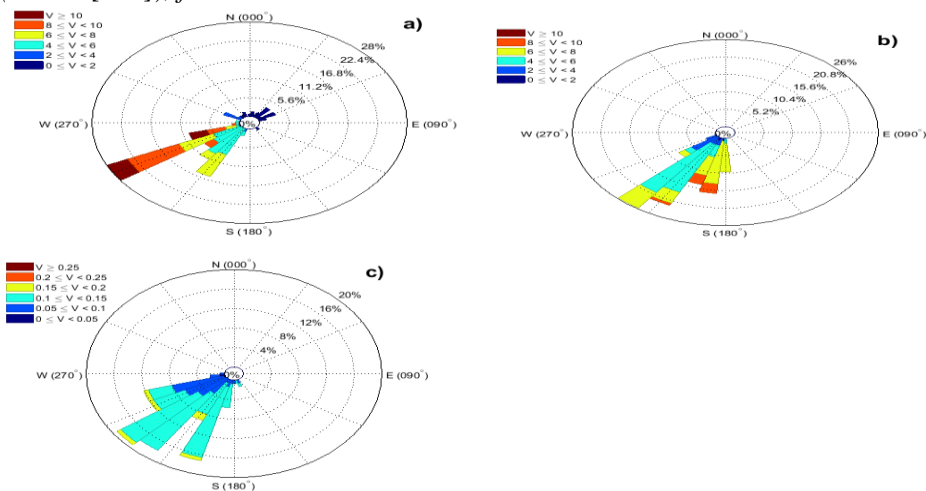 V ≥ 10
8 ≤ V < 10
6 ≤ V < 8
4 ≤ V < 6
2 ≤ V < 4
0 ≤ V < 2
a)
N (000°)
28%
22.4%
16.8%
11.2%
5.6%
0%
W (270°)
E (090°)
S (180°)
V ≥ 10
8 ≤ V < 10
6 ≤ V < 8
4 ≤ V < 6
2 ≤ V < 4
0 ≤ V < 2
b)
N (000°)
26%
20.8%
15.6%
10.4%
5.2%
0%
W (270°)
E (090°)
S (180°)
V ≥ 0.25
0.2 ≤ V < 0.25
0.15 ≤ V < 0.2
0.1 ≤ V < 0.15
0.05 ≤ V < 0.1
0 ≤ V < 0.05
c)
N (000°)
20%
16%
12%
8%
4%
0%
W (270°)
E (090°)
S (180°)